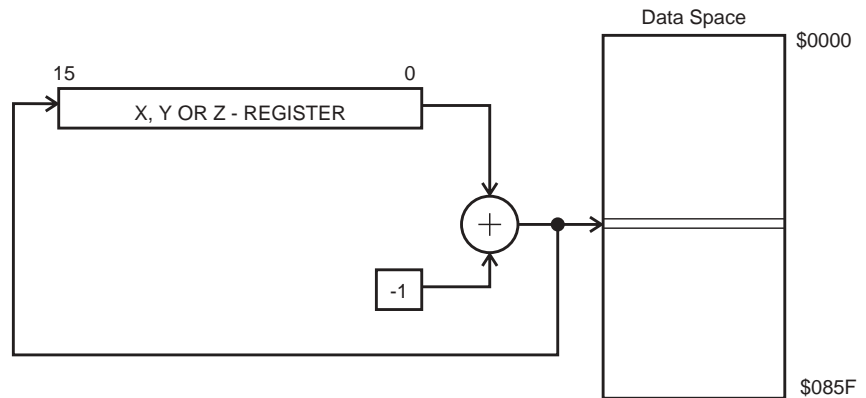 Data Space
$0000
15
0
X, Y OR Z - REGISTER
+
-1
$085F